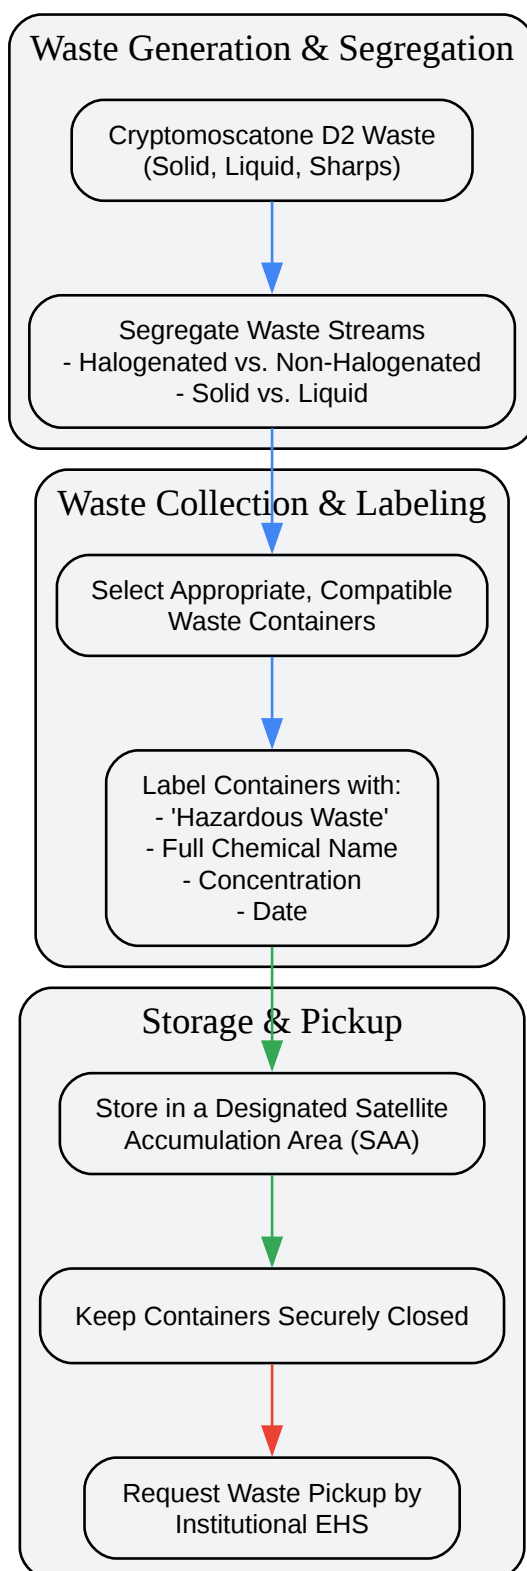 Waste Generation & Segregation
Cryptomoscatone D2 Waste
(Solid, Liquid, Sharps)
Segregate Waste Streams
- Halogenated vs. Non-Halogenated
- Solid vs. Liquid
Waste Collection & Labeling
Select Appropriate, Compatible
Waste Containers
Label Containers with:
- 'Hazardous Waste'
- Full Chemical Name
- Concentration
- Date
Storage & Pickup
Store in a Designated Satellite
Accumulation Area (SAA)
Keep Containers Securely Closed
Request Waste Pickup by
Institutional EHS